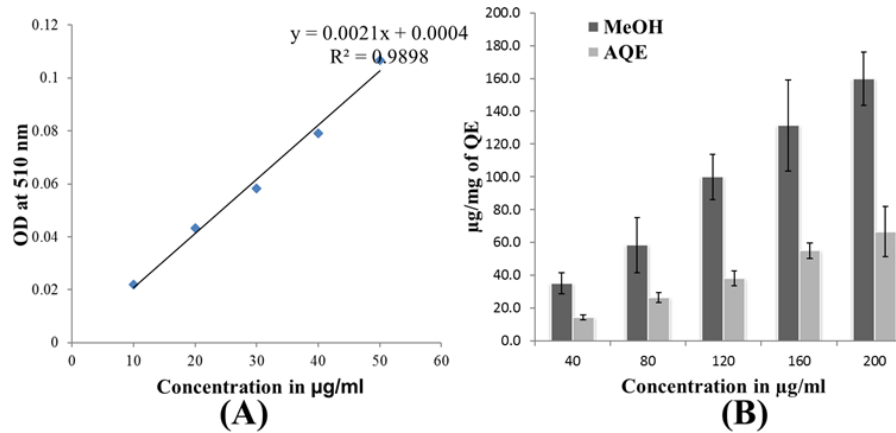 0.12
0.1
0.08
0.06
0.04
0.02
0
OD at 510 nm
y = 0.0021x + 0.0004
R² = 0.9898
0 10 20 30 40 50 60
Concentration in µg/ml
(A)
200.0
180.0
160.0
140.0
120.0
100.0
80.0
60.0
40.0
20.0
0.0
µg/mg of QE
MeOH
AQE
40 80 120 160 200
Concentration in µg/ml
(B)